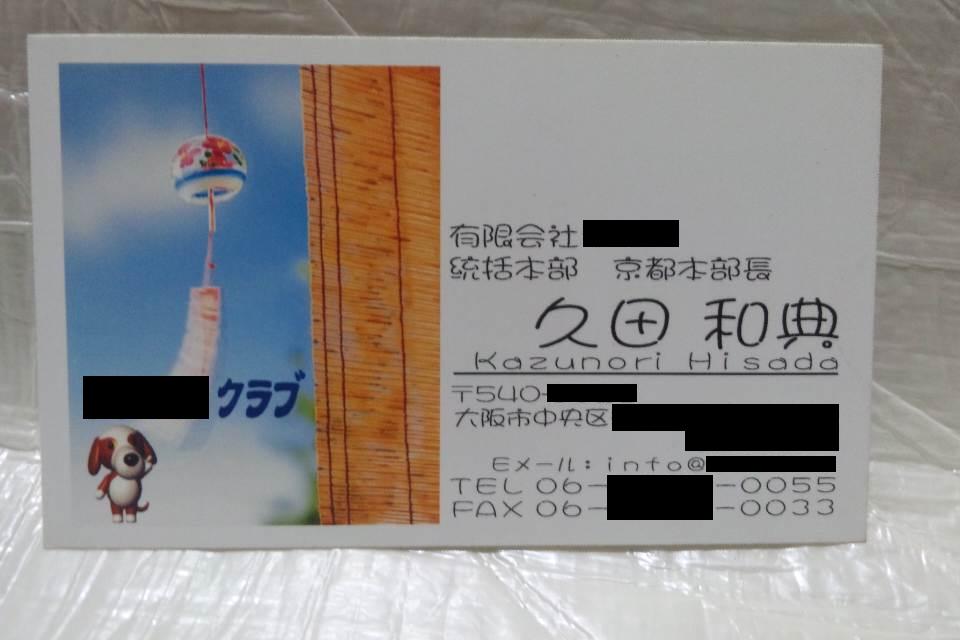 有限会社
統括本部　京都本部長
久田 和典
Kazunori Hisada
〒540-
大阪市中央区
Eメール: info@
TEL 06- -0055
FAX 06- -0033
クラブ